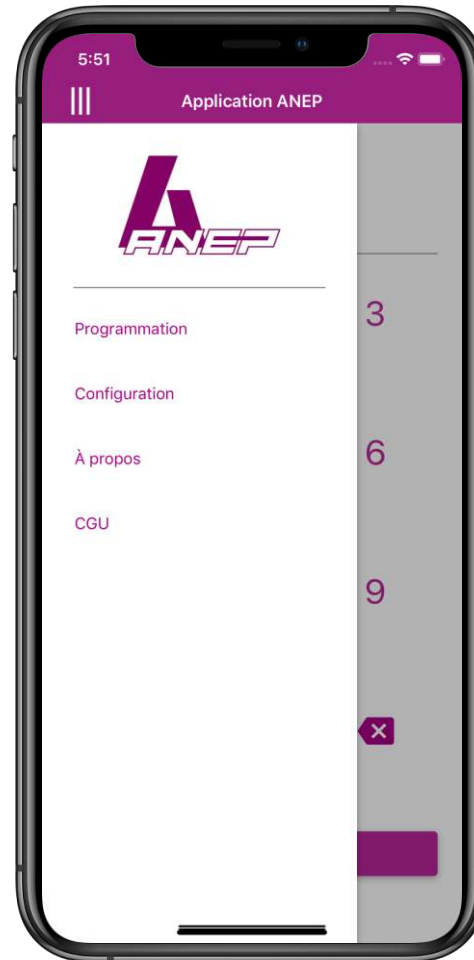 5:51
Application ANEP
ANEP
Programmation
Configuration
À propos
CGU
3
6
9